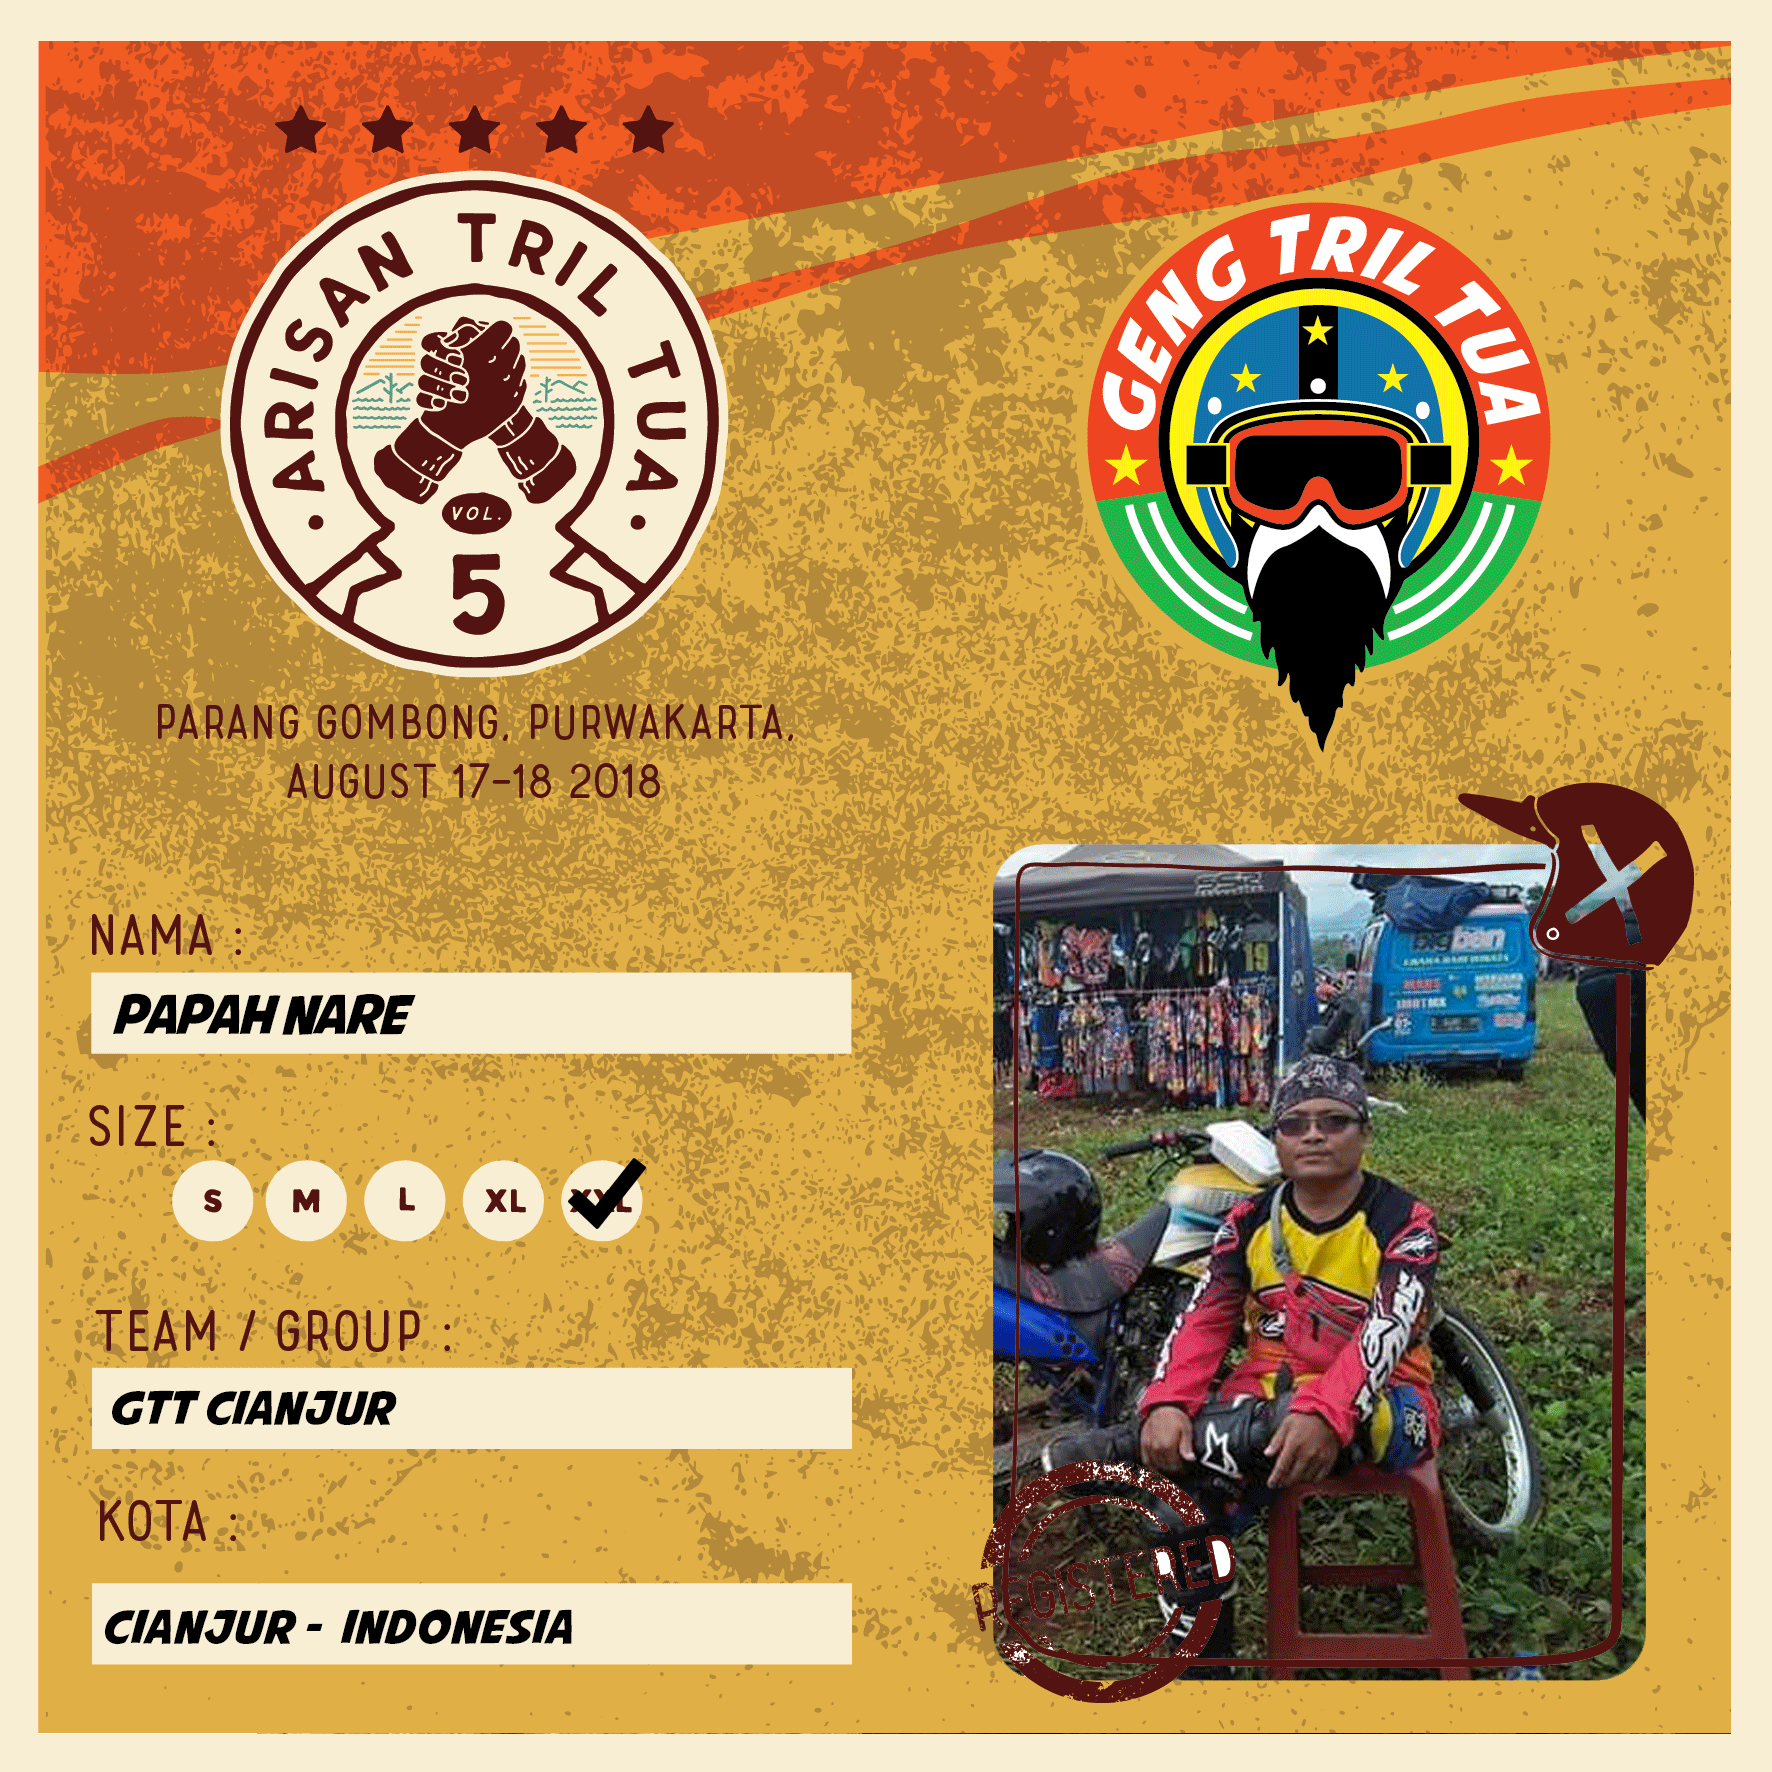 ARISAN TRIL TUA
VOL.
5
GENG TRIL TUA
PARANG GOMBONG, PURWAKARTA,
AUGUST 17-18 2018
NAMA :
PAPAH NARE
SIZE :
S M L XL XXL
TEAM / GROUP :
GTT CIANJUR
KOTA :
CIANJUR - INDONESIA
REGISTERED